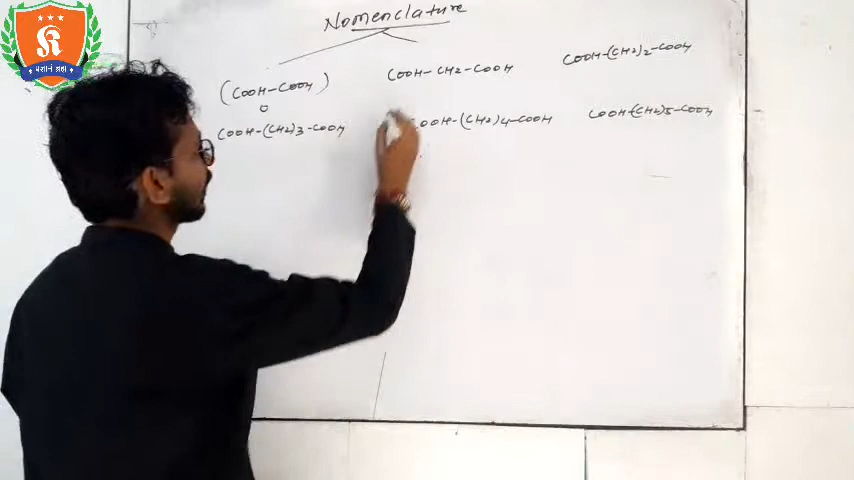 Nomenclature
(COOH-COOH) COOH-CH2-COOH COOH-(CH2)2-COOH
0
COOH-(CH2)3-COOH COOH-(CH2)4-COOH COOH-(CH2)5-COOH